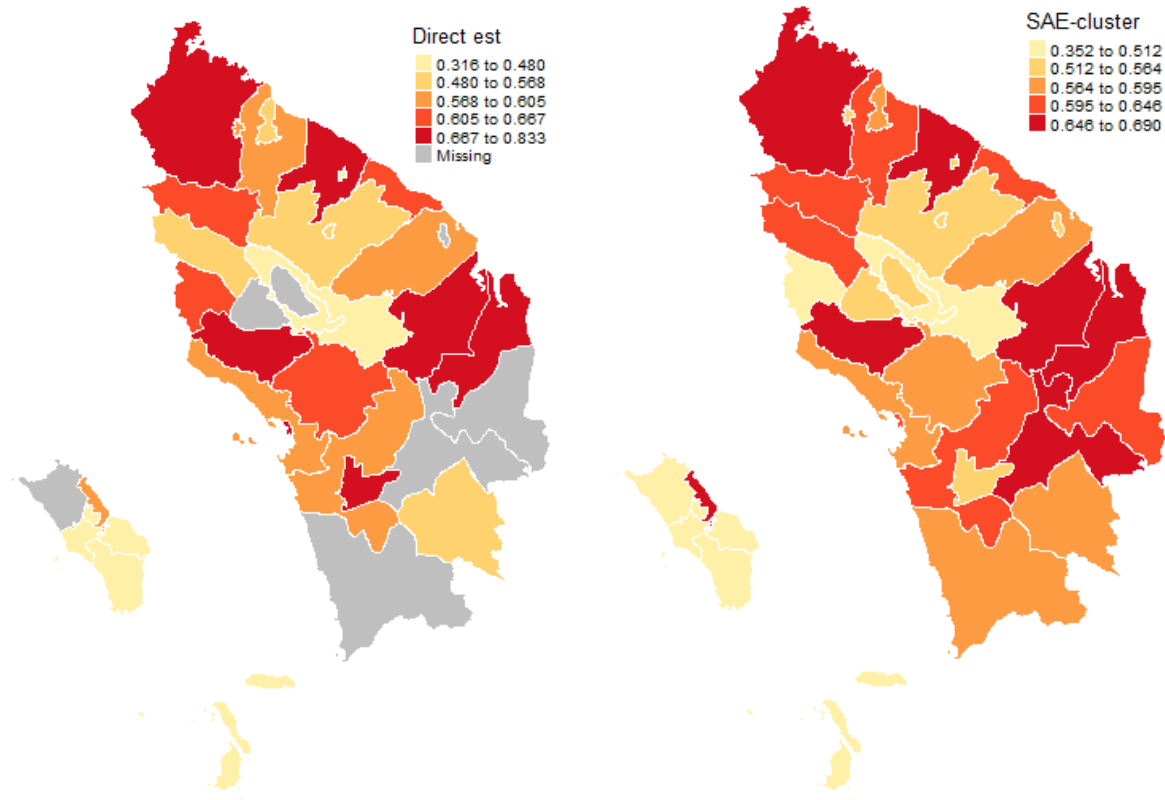 Direct est
0.316 to 0.480
0.480 to 0.568
0.568 to 0.605
0.605 to 0.667
0.667 to 0.833
Missing
SAE-cluster
0.352 to 0.512
0.512 to 0.564
0.564 to 0.595
0.595 to 0.646
0.646 to 0.690